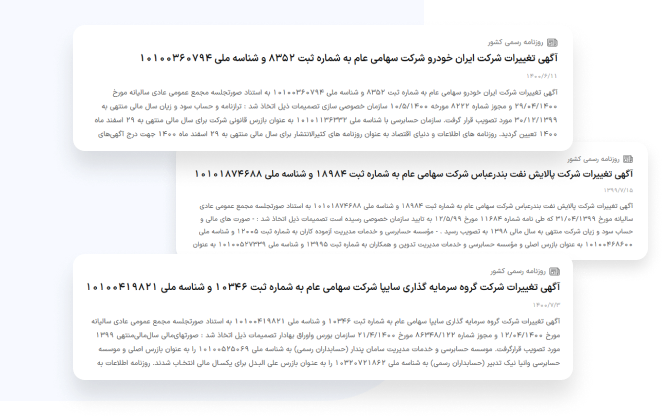 روزنامه رسمی کشور
آگهی تغییرات شرکت ایران خودرو شرکت سهامی عام به شماره ثبت ۸۳۵۲ و شناسه ملی ۱۰۱۰۰۳۶۰۷۹۴
۱۴۰۰/۶/۱۱
آگهی تغییرات شرکت ایران خودرو سهامی عام به شماره ثبت ۸۳۵۲ و شناسه ملی ۱۰۱۰۰۳۶۰۷۹۴ به استناد صورتجلسه مجمع عمومی عادی سالیانه مورخ
۲۹/۰۴/۱۴۰۰ و مجوز شماره ۸۲۲۲ مورخه ۱۰/۵/۱۴۰۰ سازمان خصوصی سازی تصمیمات ذیل اتخاذ شد : ترازنامه و حساب سود و زیان سال مالی منتهی به
۳۰/۱۲/۱۳۹۹ مورد تصویب قرار گرفت. سازمان حسابرسی با شناسه ملی ۱۰۱۰۱۱۳۶۳۳۲ به عنوان بازرس قانونی شرکت برای سال مالی منتهی به ۲۹ اسفند ماه
۱۴۰۰ تعیین گردید. روزنامه های اطلاعات و دنیای اقتصاد به عنوان روزنامه های کثیرالانتشار برای سال مالی منتهی به ۲۹ اسفند ماه ۱۴۰۰ جهت درج آگهی‌های
روزنامه رسمی کشور
آگهی تغییرات شرکت پالایش نفت بندرعباس شرکت سهامی عام به شماره ثبت ۱۸۹۸۴ و شناسه ملی ۱۰۱۰۱۸۷۴۶۸۸
۱۳۹۹/۷/۱۵
آگهی تغییرات شرکت پالایش نفت بندرعباس شرکت سهامی عام به شماره ثبت ۱۸۹۸۴ و شناسه ملی ۱۰۱۰۱۸۷۴۶۸۸ به استناد صورتجلسه مجمع عمومی عادی
سالیانه مورخ ۳۱/۰۴/۱۳۹۹ که طی نامه شماره ۱۱۶۸۴ مورخ ۱۲/۵/۹۹ به تایید سازمان خصوصی رسیده است تصمیمات ذیل اتخاذ شد : - صورت های مالی و
حساب سود و زیان شرکت منتهی به سال مالی ۱۳۹۸ به تصویب رسید . - مؤسسه حسابرسی و خدمات مدیریت آزموده کاران به شماره ثبت ۱۲۰۰۵ و شناسه ملی
۱۰۱۰۰۴۶۸۶۰۰ به عنوان بازرس اصلی و مؤسسه حسابرسی و خدمات مدیریت تدوین و همکاران به شماره ثبت ۱۳۹۹۵ و شناسه ملی ۱۰۱۰۰۵۲۷۳۳۹ به عنوان
روزنامه رسمی کشور
آگهی تغییرات شرکت گروه سرمایه گذاری سایپا شرکت سهامی عام به شماره ثبت ۱۰۳۴۶ و شناسه ملی ۱۰۱۰۰۴۱۹۸۲۱
۱۴۰۰/۷/۳
آگهی تغییرات شرکت گروه سرمایه گذاری سایپا سهامی عام به شماره ثبت ۱۰۳۴۶ و شناسه ملی ۱۰۱۰۰۴۱۹۸۲۱ به استناد صورتجلسه مجمع عمومی عادی سالیانه
مورخ ۱۲/۰۴/۱۴۰۰ و مجوز شماره ۸۶۳۴۸/۱۲۲ مورخ ۲۱/۴/۱۴۰۰ سازمان بورس واوراق بهادار تصمیمات ذیل اتخاذ شد : صورتهای‌مالی سال‌مالی‌منتهی ۱۳۹۹
مورد تصویب قرارگرفت. موسسه حسابرسی و خدمات مدیریت سامان پندار (حسابداران رسمی) به شناسه ملی ۱۰۱۰۰۵۲۵۰۶۹ را به عنوان بازرس اصلی و موسسه
حسابرسی وانیا نیک تدبیر (حسابداران رسمی) به شناسه ملی ۱۰۳۲۰۷۲۱۸۶۲ را به عنوان بازرس علی البدل برای یکسال مالی انتخاب شدند. روزنامه اطلاعات به